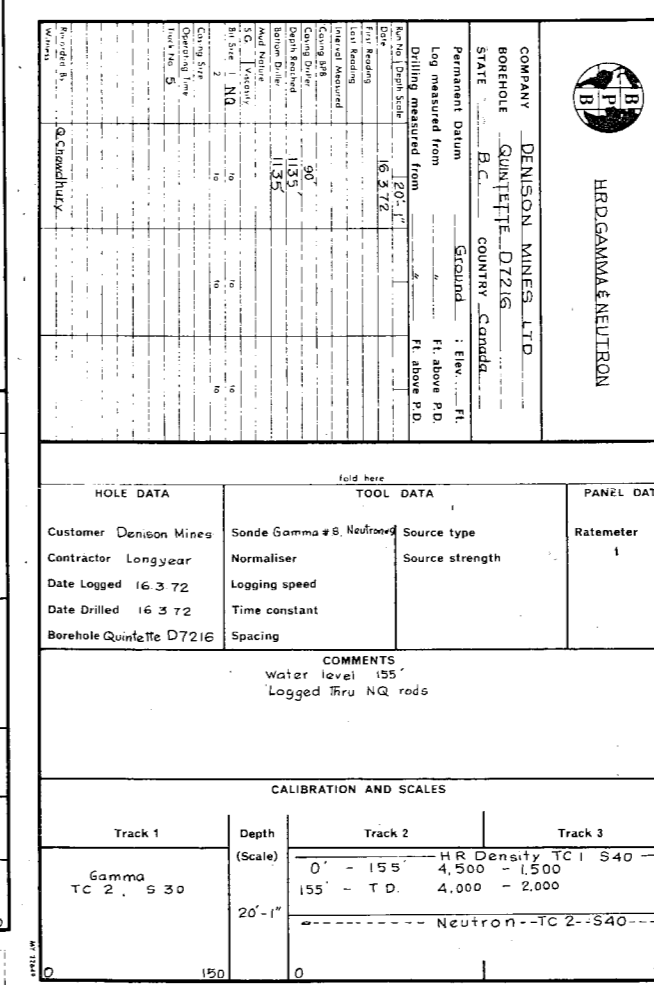 B P B
HRD, GAMMA & NEUTRON
COMPANY DENISON MINES LTD
BOREHOLE QUINTETTE D7216
STATE B.C. COUNTRY Canada
Permanent Datum Ground ; Elev. Ft.
Log measured from " Ft. above P.D.
Drilling measured from " Ft. above P.D.
Run No. Depth Scale 20'-1"
Date 16 3 72
First Reading
Last Reading
Interval Measured
Casing BPB
Casing Driller 90'
Depth Reached 1135'
Bottom Driller 1135'
Mud Nature
S G. Viscosity
Bit Size 1 NQ to to to
2 to to to
Casing Size
Operating Time
Truck No. 5
Recorded By Q. Chowdhury
Witness
fold here
HOLE DATA
Customer Denison Mines
Contractor Longyear
Date Logged 16.3.72
Date Drilled 16 3 72
Borehole Quintette D7216
TOOL DATA
Sonde Gamma #8, Neutron#9 Source type
Normaliser Source strength
Logging speed
Time constant
Spacing
PANEL DAT
Ratemeter
1
COMMENTS
Water level 155'
Logged Thru NQ rods
CALIBRATION AND SCALES
Track 1 Depth Track 2 Track 3
(Scale)
Gamma
TC 2, S 30
20'-1"
HR Density TC 1 S40
0' - 155' 4,500 - 1,500
155' - T D. 4,000 - 2,000
Neutron--TC 2--S40---
0 150 0